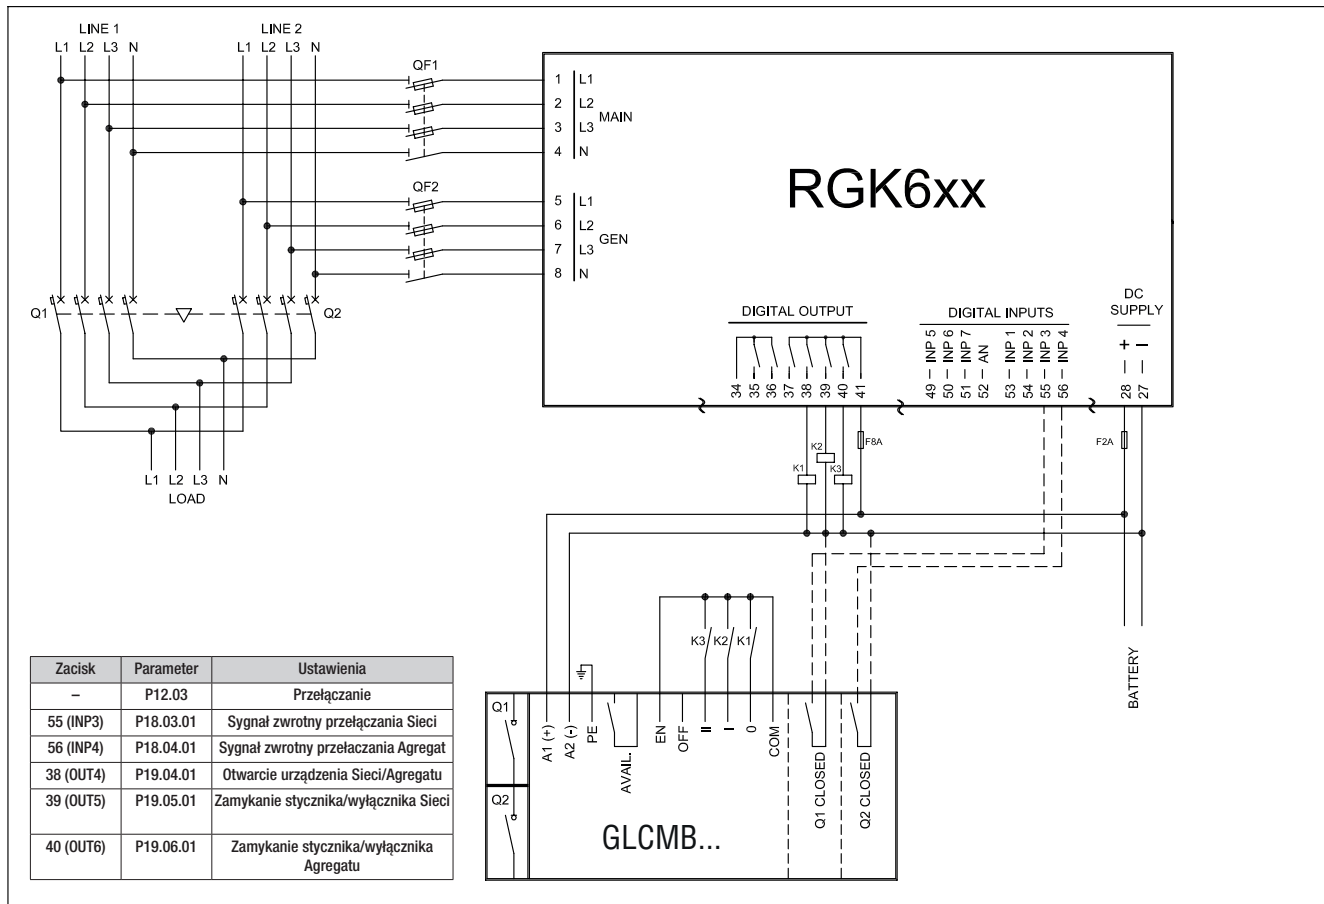 LINE 1
L1 L2 L3 N
LINE 2
L1 L2 L3 N
QF1
1 L1
2 L2
3 L3
4 N
MAIN
QF2
5 L1
6 L2
7 L3
8 N
GEN
RGK6xx
Q1
Q2
L1 L2 L3 N
LOAD
DIGITAL OUTPUT
34
35
36
37
38
39
40
41
DIGITAL INPUTS
49 – INP 5
50 – INP 6
51 – INP 7
52 – AN
53 – INP 1
54 – INP 2
55 – INP 3
56 – INP 4
DC
SUPPLY
28 – +
27 – –
K1
K2
K3
F8A
F2A
BATTERY
K3 K2 K1
Q1
Q2
A1 (+)
A2 (-)
PE
AVAIL.
EN
OFF
II
I
0
COM
Q1 CLOSED
Q2 CLOSED
GLCMB...
Zacisk Parameter Ustawienia
– P12.03 Przełączanie
55 (INP3) P18.03.01 Sygnał zwrotny przełączania Sieci
56 (INP4) P18.04.01 Sygnał zwrotny przełaczania Agregat
38 (OUT4) P19.04.01 Otwarcie urządzenia Sieci/Agregatu
39 (OUT5) P19.05.01 Zamykanie stycznika/wyłącznika Sieci
40 (OUT6) P19.06.01 Zamykanie stycznika/wyłącznika
Agregatu